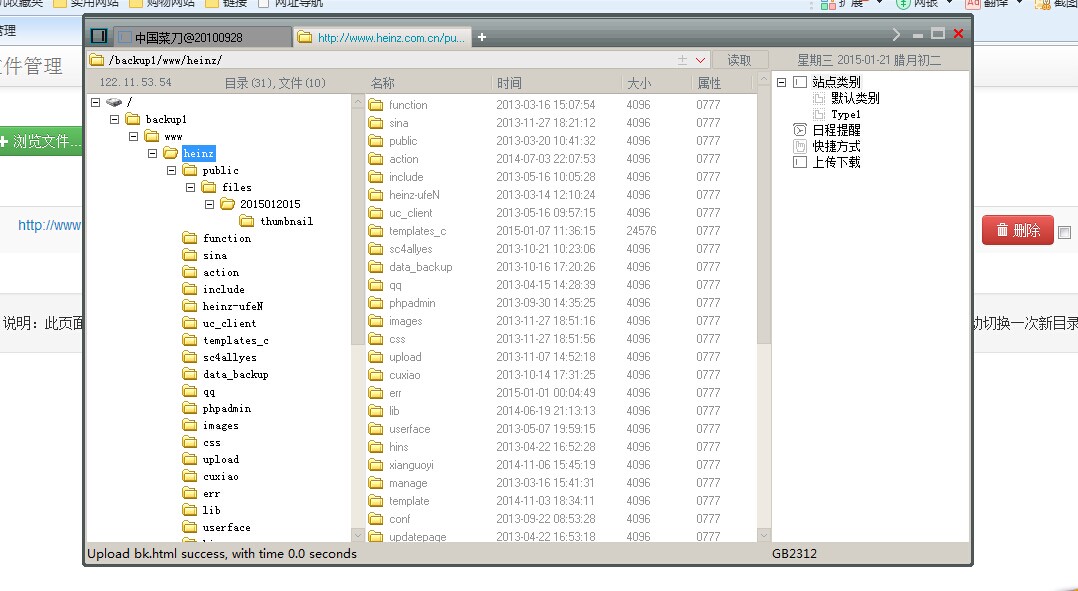 机收藏夹 实用网站 购物网站 链接 网址导航 扩展 网银 翻译 截图
管理
中国菜刀@20100928 http://www.heinz.com.cn/pu... +
/backup1/www/heinz/ 读取 星期三 2015-01-21 腊月初二
文件管理
122.11.53.54 目录(31),文件(10) 名称 时间 大小 属性
浏览文件...
http://www
说明：此页面
/
backup1
www
heinz
public
files
2015012015
thumbnail
function
sina
action
include
heinz-ufeN
uc_client
templates_c
sc4allyes
data_backup
qq
phpadmin
images
css
upload
cuxiao
err
lib
userface
function 2013-03-16 15:07:54 4096 0777
sina 2013-11-27 18:21:12 4096 0777
public 2013-03-20 10:41:32 4096 0777
action 2014-07-03 22:07:53 4096 0777
include 2013-05-16 10:05:28 4096 0777
heinz-ufeN 2013-03-14 12:10:24 4096 0777
uc_client 2013-05-16 09:57:15 4096 0777
templates_c 2015-01-07 11:36:15 24576 0777
sc4allyes 2013-10-21 10:23:06 4096 0777
data_backup 2013-10-16 17:20:26 4096 0777
qq 2013-04-15 14:28:39 4096 0777
phpadmin 2013-09-30 14:35:25 4096 0777
images 2013-11-27 18:51:16 4096 0777
css 2013-11-27 18:51:56 4096 0777
upload 2013-11-07 14:52:18 4096 0777
cuxiao 2013-10-14 17:31:25 4096 0777
err 2015-01-01 00:04:49 4096 0777
lib 2014-06-19 21:13:13 4096 0777
userface 2013-05-07 19:59:15 4096 0777
hins 2013-04-22 16:52:28 4096 0777
xianguoyi 2014-11-06 15:45:19 4096 0777
manage 2013-03-16 15:41:31 4096 0777
template 2014-11-03 18:34:11 4096 0777
conf 2013-09-22 08:53:28 4096 0777
updatepage 2013-04-22 16:53:18 4096 0777
站点类别
默认类别
Type1
日程提醒
快捷方式
上传下载
删除
动切换一次新目录
Upload bk.html success, with time 0.0 seconds GB2312